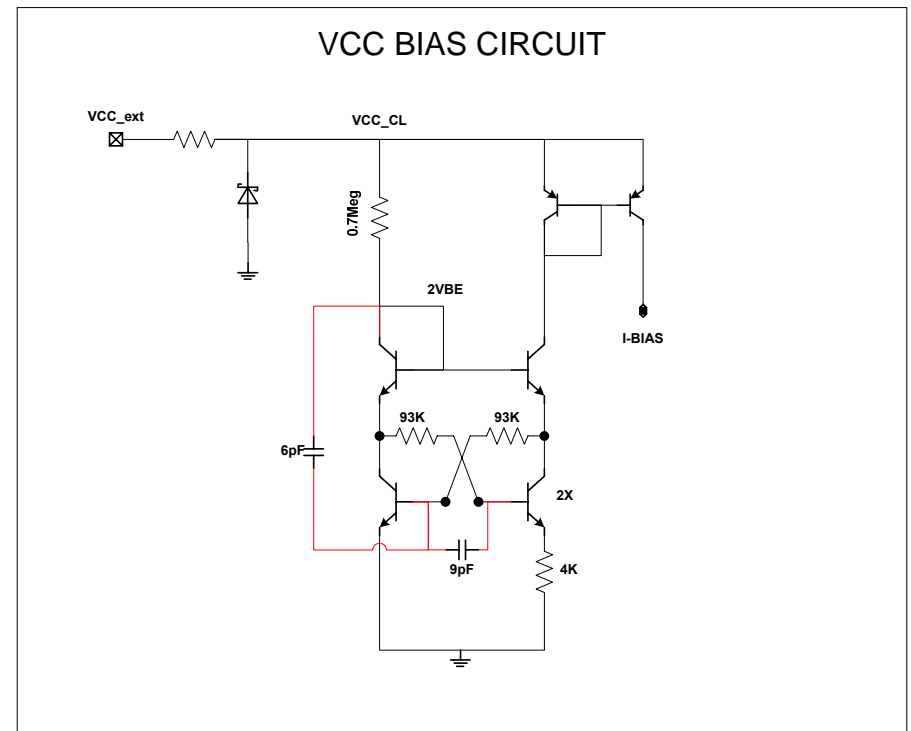 VCC BIAS CIRCUIT
VCC_ext
VCC_CL
0.7Meg
2VBE
I-BIAS
93K
93K
6pF
2X
9pF
4K